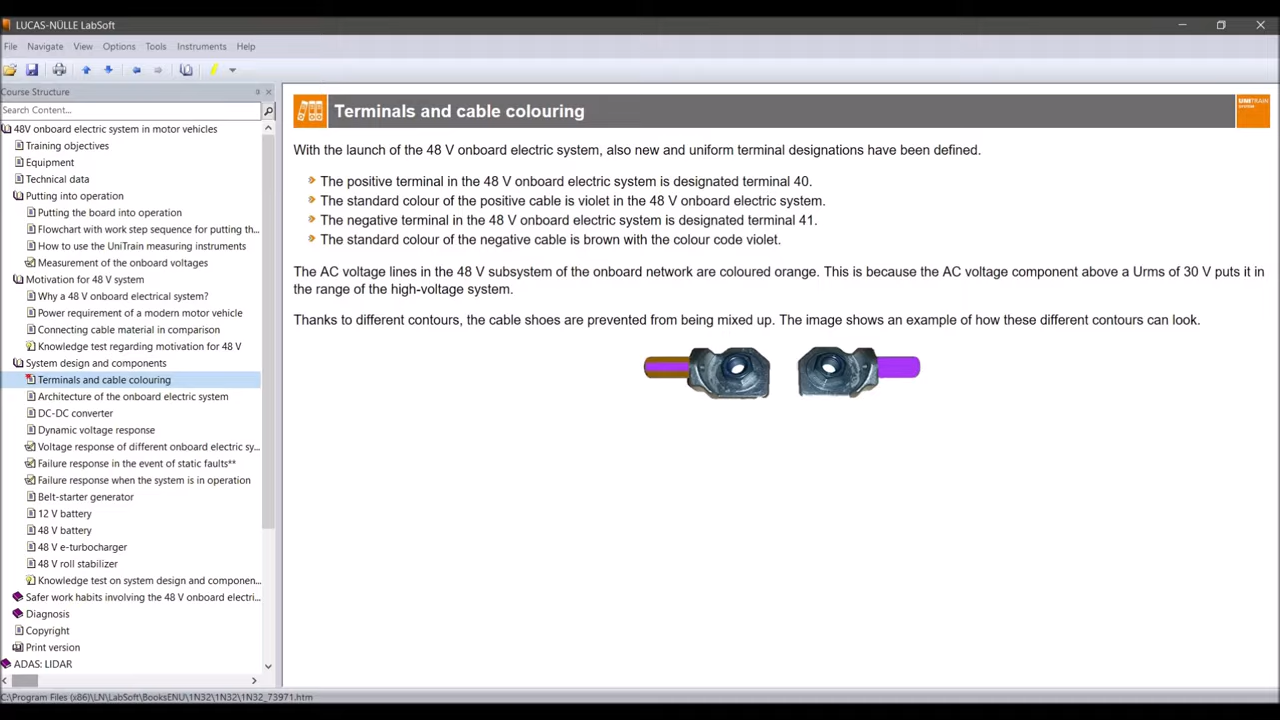 LUCAS-NÜLLE LabSoft
File Navigate View Options Tools Instruments Help
Course Structure
Search Content...
48V onboard electric system in motor vehicles
Training objectives
Equipment
Technical data
Putting into operation
Putting the board into operation
Flowchart with work step sequence for putting th...
How to use the UniTrain measuring instruments
Measurement of the onboard voltages
Motivation for 48 V system
Why a 48 V onboard electrical system?
Power requirement of a modern motor vehicle
Connecting cable material in comparison
Knowledge test regarding motivation for 48 V
System design and components
Terminals and cable colouring
Architecture of the onboard electric system
DC-DC converter
Dynamic voltage response
Voltage response of different onboard electric sy...
Failure response in the event of static faults**
Failure response when the system is in operation
Belt-starter generator
12 V battery
48 V battery
48 V e-turbocharger
48 V roll stabilizer
Knowledge test on system design and componen...
Safer work habits involving the 48 V onboard electri...
Diagnosis
Copyright
Print version
ADAS: LIDAR
Terminals and cable colouring
UNITRAIN
SYSTEM
With the launch of the 48 V onboard electric system, also new and uniform terminal designations have been defined.
The positive terminal in the 48 V onboard electric system is designated terminal 40.
The standard colour of the positive cable is violet in the 48 V onboard electric system.
The negative terminal in the 48 V onboard electric system is designated terminal 41.
The standard colour of the negative cable is brown with the colour code violet.
The AC voltage lines in the 48 V subsystem of the onboard network are coloured orange. This is because the AC voltage component above a Urms of 30 V puts it in
the range of the high-voltage system.
Thanks to different contours, the cable shoes are prevented from being mixed up. The image shows an example of how these different contours can look.
C:\Program Files (x86)\LN\LabSoft\BooksENU\1N32\1N32\1N32_73971.htm